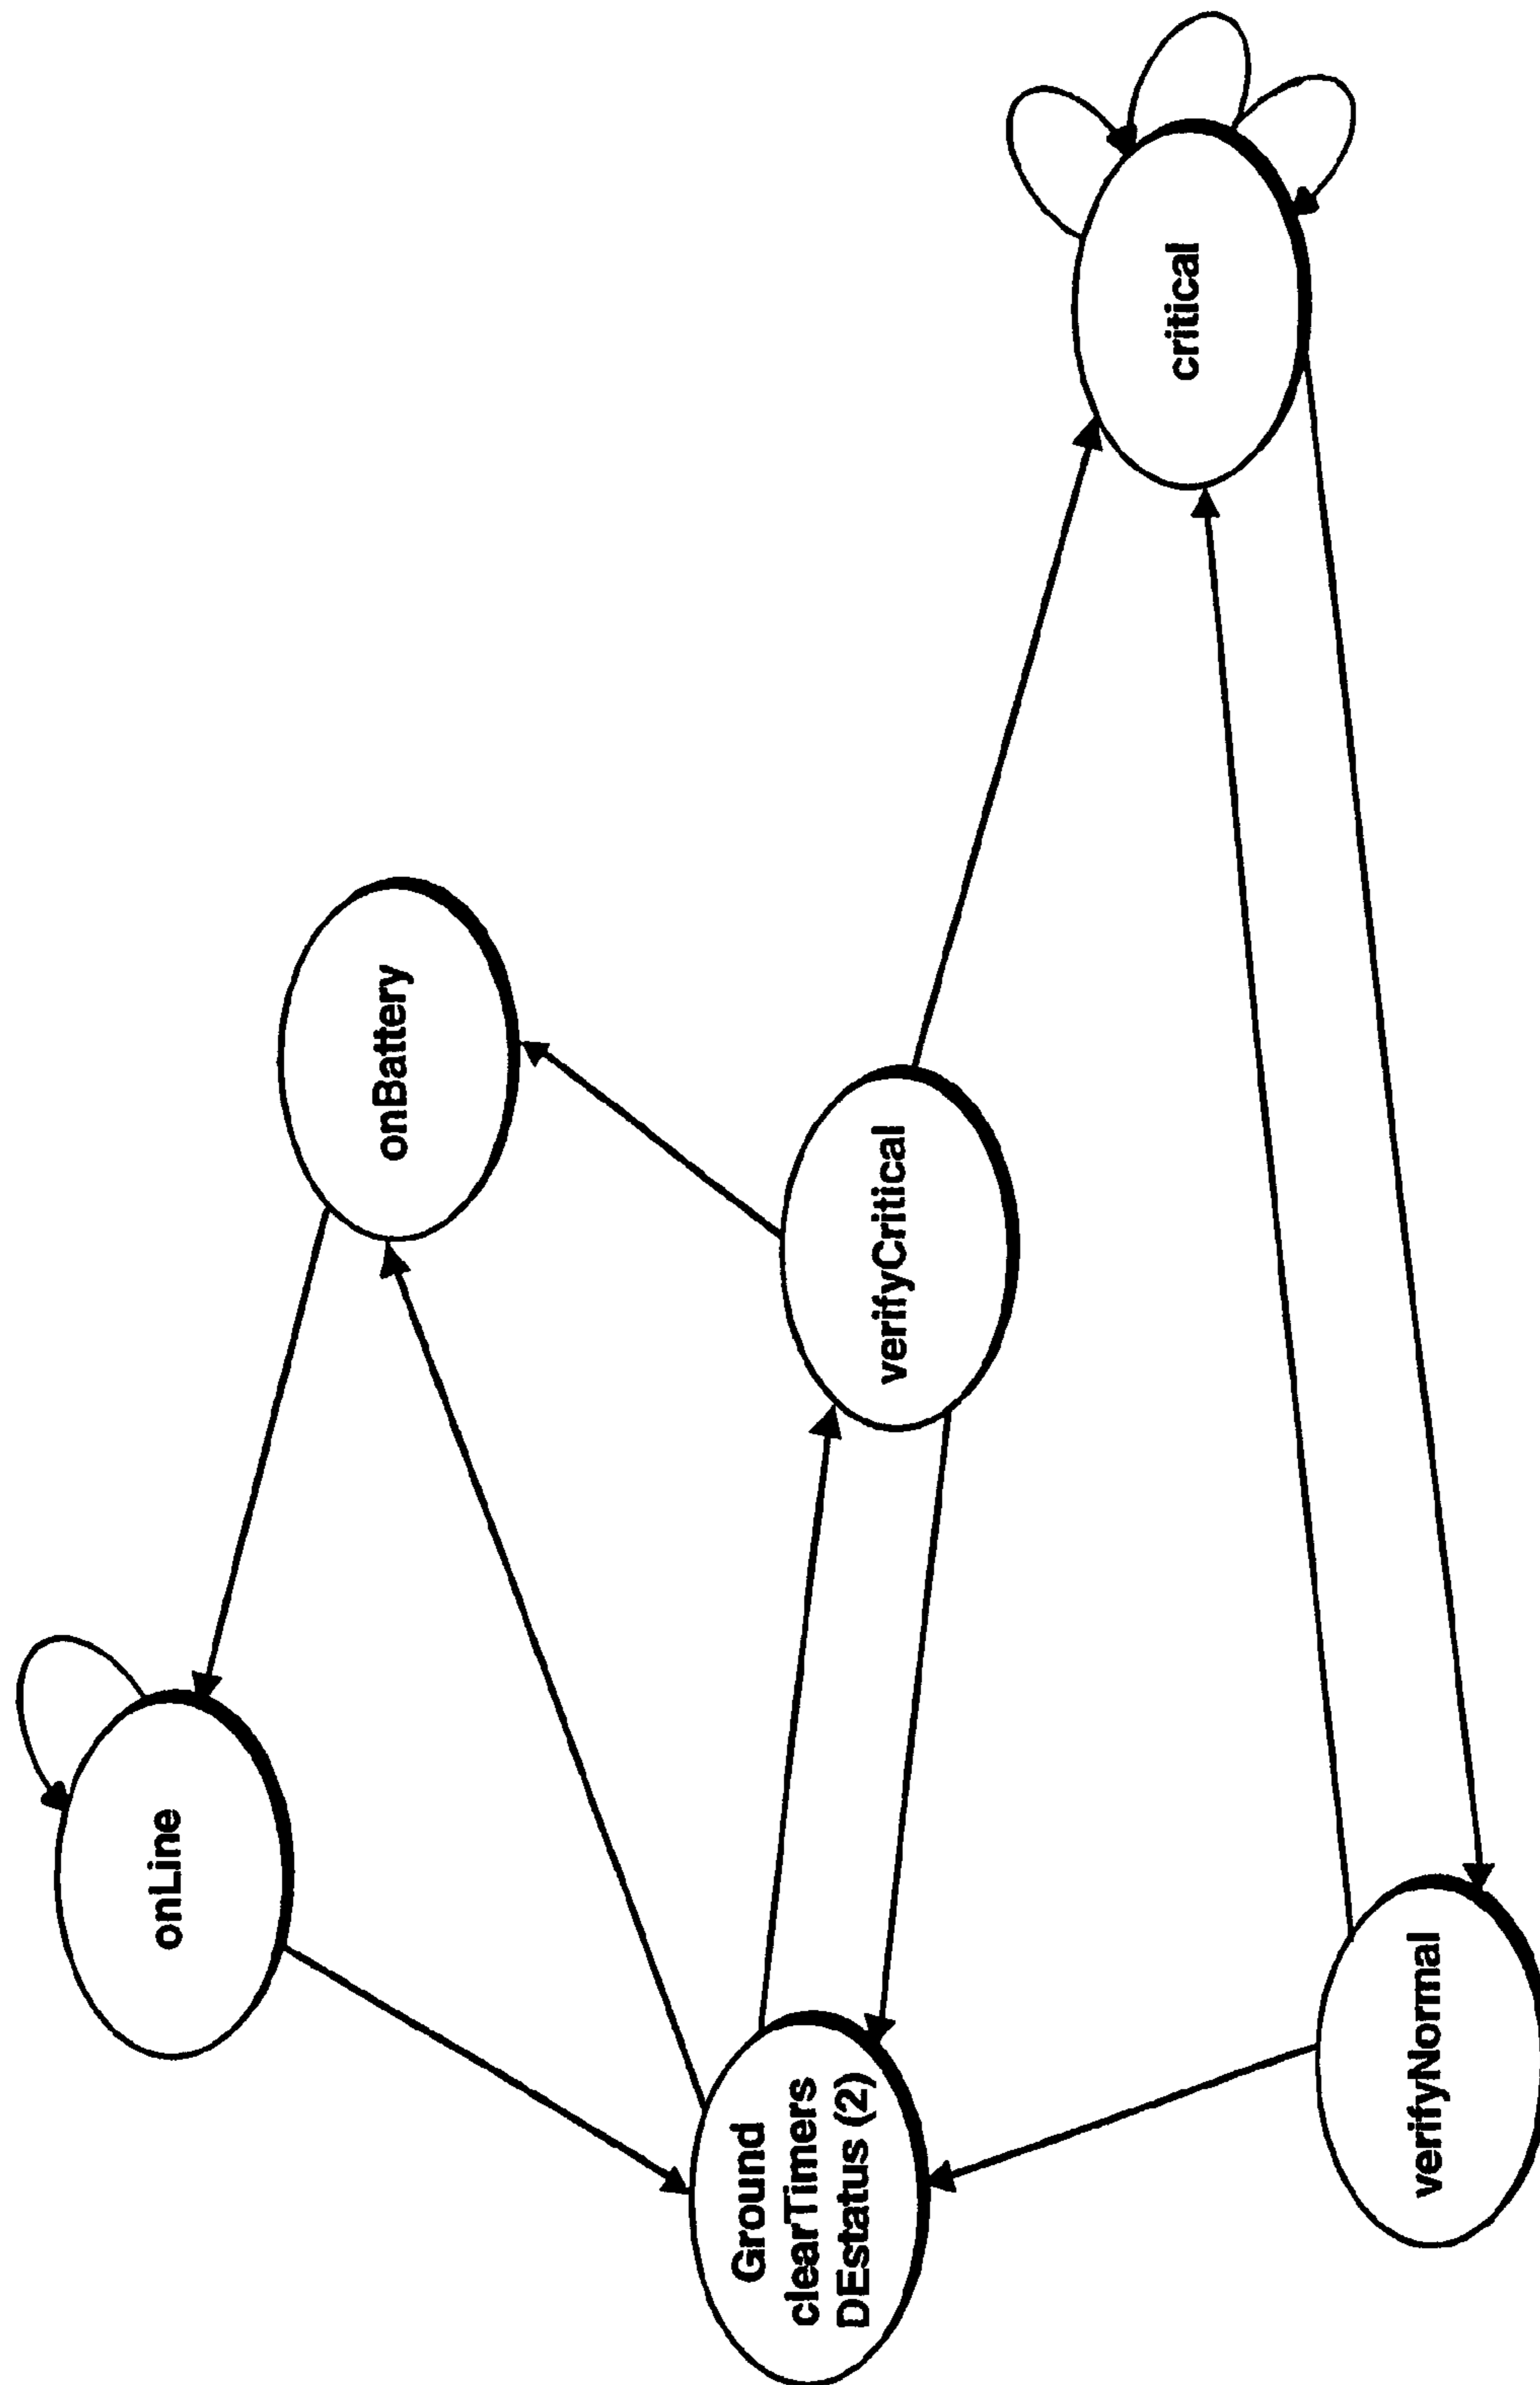 onLine
onBattery
Ground
clearTimers
DEstatus (2)
verifyCritical
critical
verifyNormal